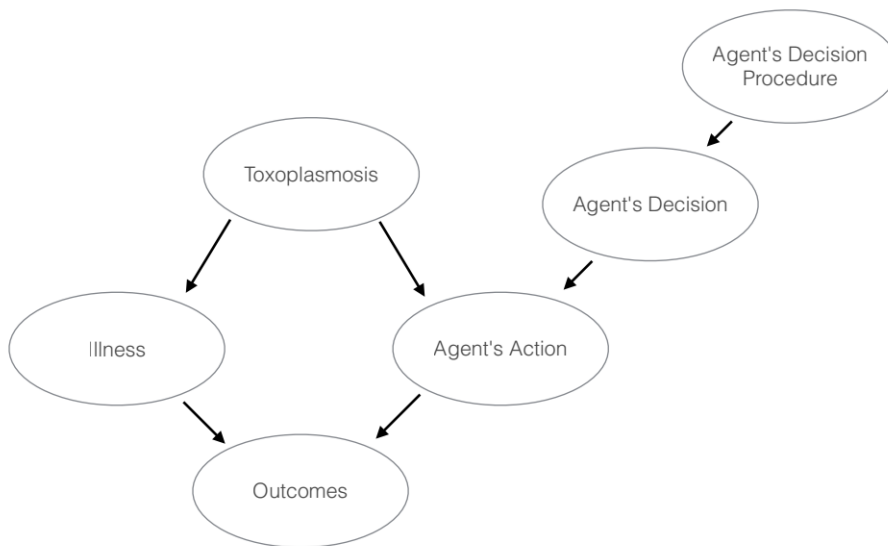 Agent's Decision
Procedure
Toxoplasmosis
Agent's Decision
Illness
Agent's Action
Outcomes